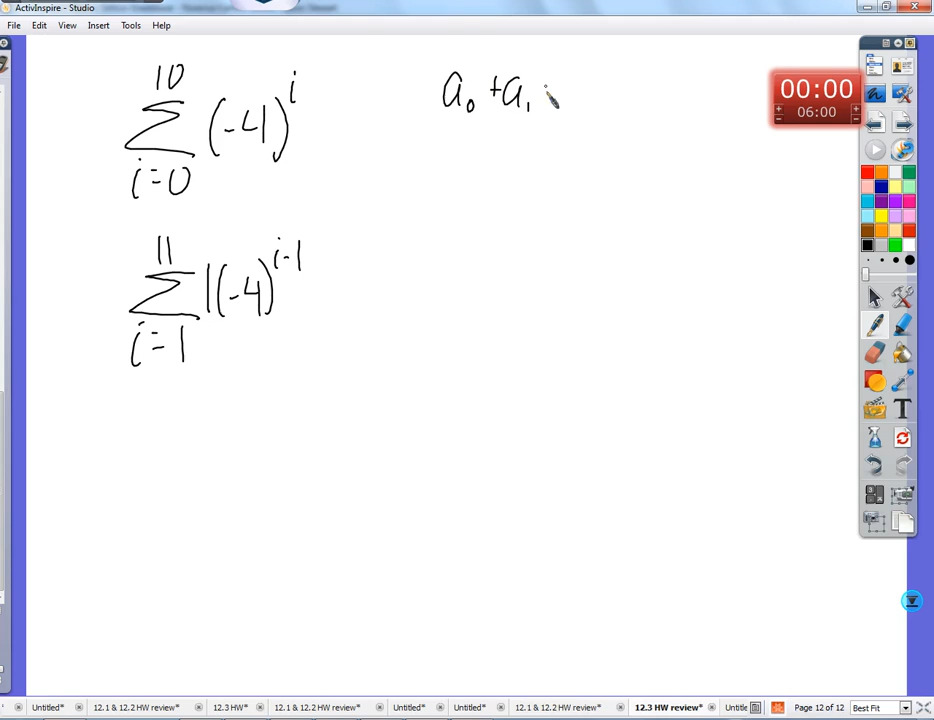 ActivInspire - Studio
File Edit View Insert Tools Help
10
∑ (-4)^i
i=0
a₀ + a₁
00:00
06:00
11
∑ 1(-4)^{i-1}
i=1
T
Untitled* 12.1 & 12.2 HW review* 12.3 HW* 12.1 & 12.2 HW review* Untitled* Untitled* 12.1 & 12.2 HW review* 12.3 HW review* Untitle Page 12 of 12 Best Fit